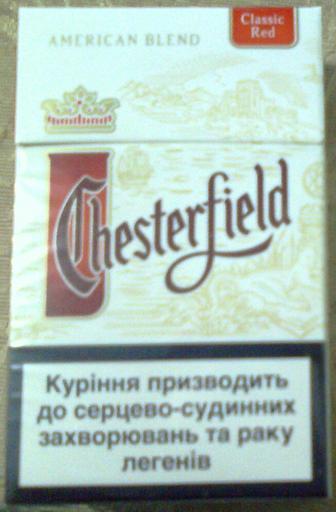 Classic
Red
AMERICAN BLEND
Chesterfield
Куріння призводить
до серцево-судинних
захворювань та раку
легенів